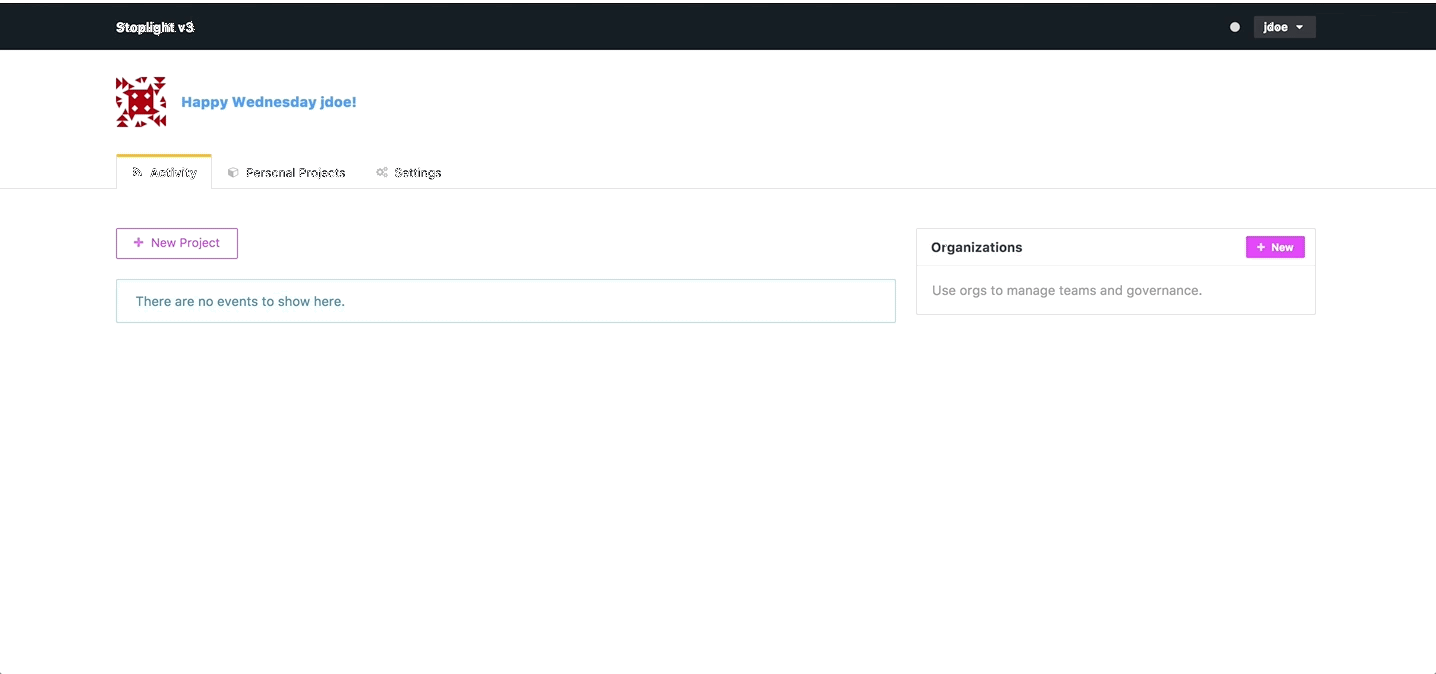 Stoplight v3
jdoe
Happy Wednesday jdoe!
Activity
Personal Projects
Settings
+ New Project
Organizations
+ New
There are no events to show here.
Use orgs to manage teams and governance.